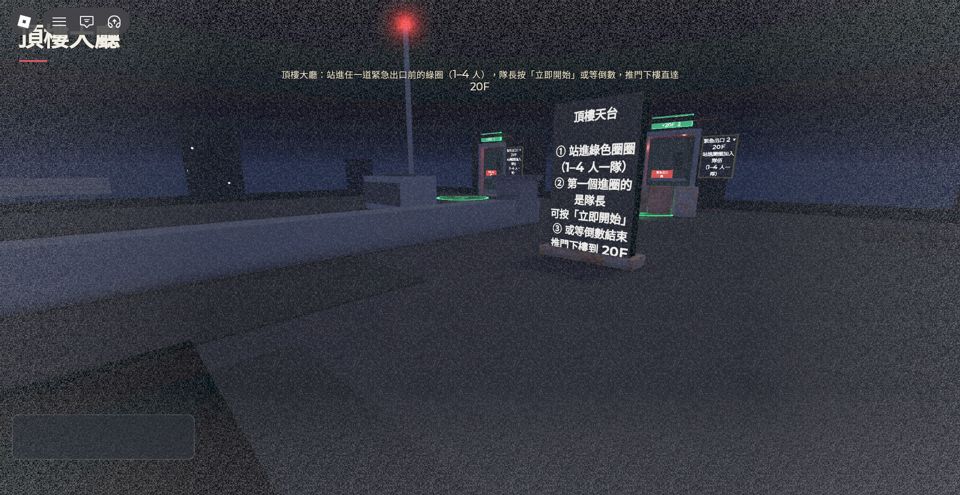 頂樓大廳
頂樓大廳：站進任一道緊急出口前的綠圈（1–4 人），隊長按「立即開始」或等倒數，推門下樓直達
20F
頂樓天台
① 站進綠色圈圈
（1–4 人一隊）
② 第一個進圈的
是隊長
可按「立即開始」
③ 或等倒數結束
推門下樓到 20F
緊急出口 2
20F